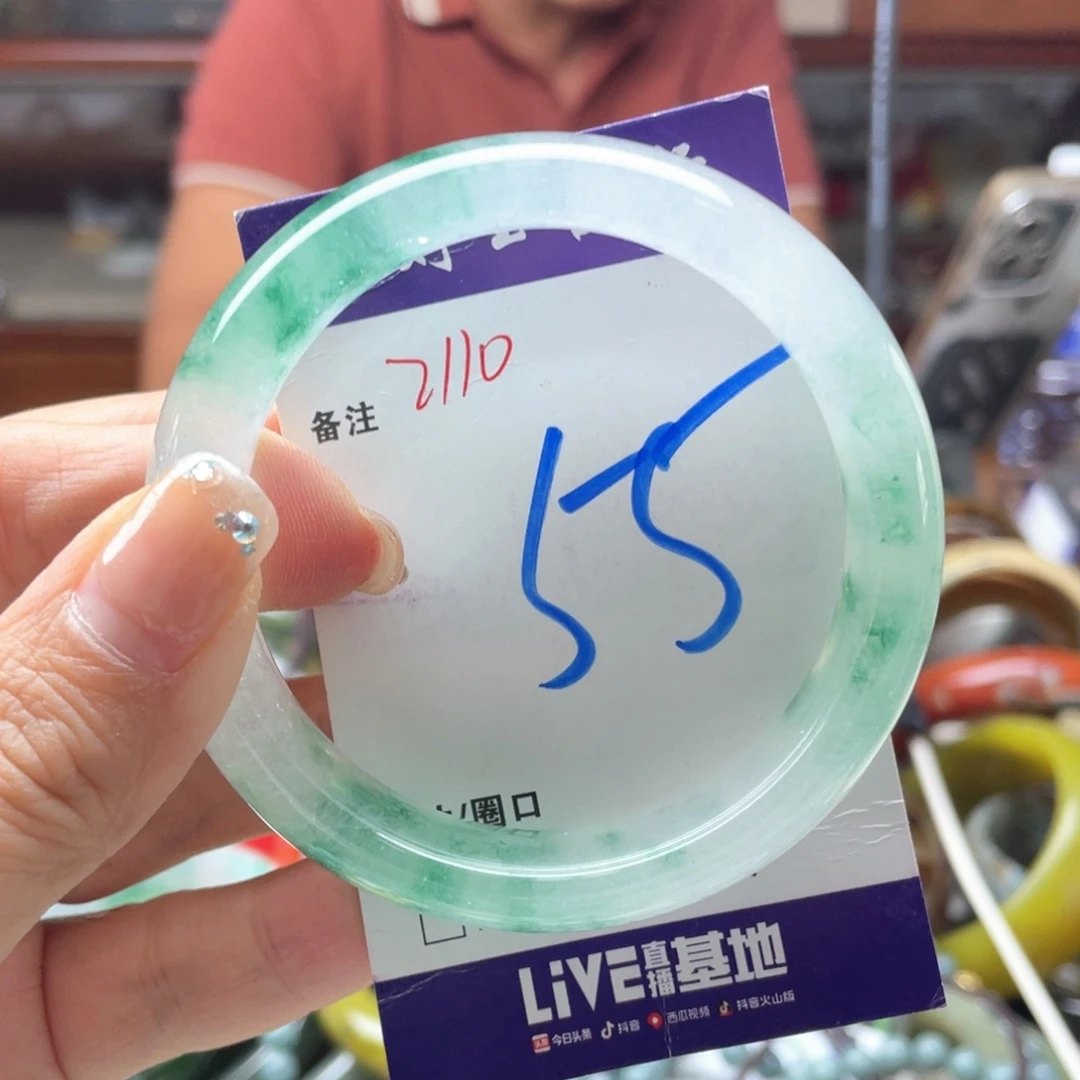 2110
备注
55
圈口
LiVE直播基地
今日头条 抖音 西瓜视频 抖音火山版